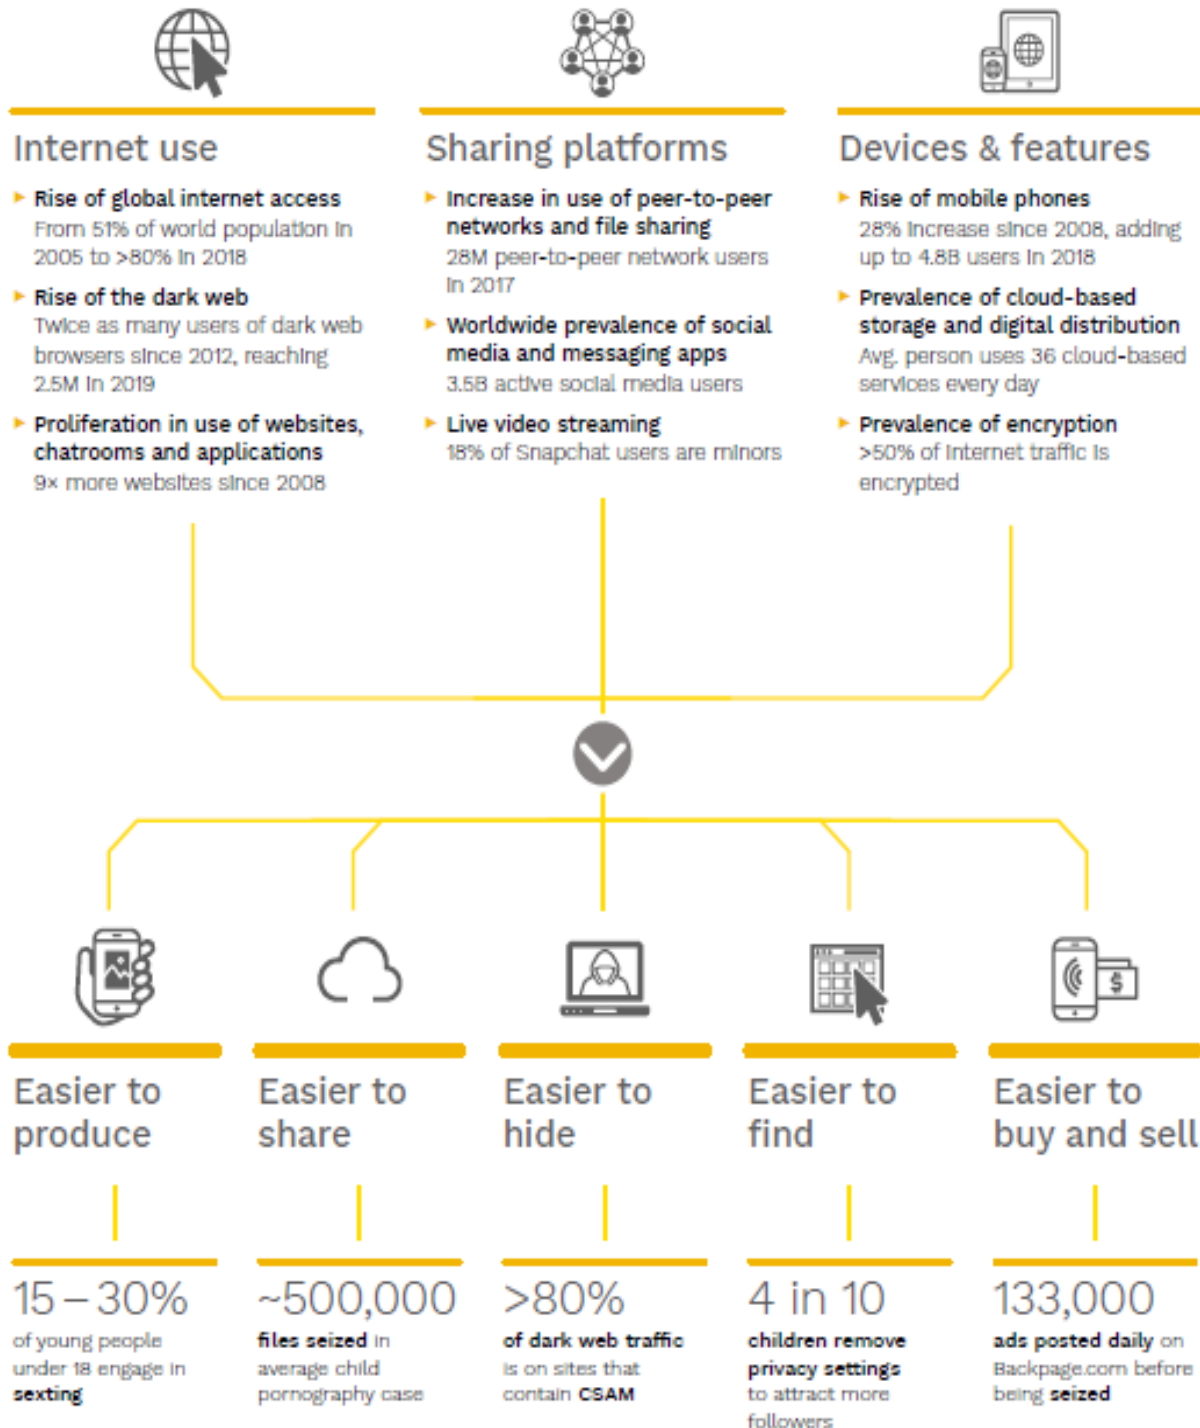 Internet use
Rise of global internet access
From 51% of world population in
2005 to >80% in 2018
Rise of the dark web
Twice as many users of dark web
browsers since 2012, reaching
2.5M in 2019
Proliferation in use of websites,
chatrooms and applications
9× more websites since 2008
Sharing platforms
Increase in use of peer-to-peer
networks and file sharing
28M peer-to-peer network users
in 2017
Worldwide prevalence of social
media and messaging apps
3.5B active social media users
Live video streaming
18% of Snapchat users are minors
Devices & features
Rise of mobile phones
28% increase since 2008, adding
up to 4.8B users in 2018
Prevalence of cloud-based
storage and digital distribution
Avg. person uses 36 cloud-based
services every day
Prevalence of encryption
>50% of internet traffic is
encrypted
Easier to
produce
15 – 30%
of young people
under 18 engage in
sexting
Easier to
share
~500,000
files seized in
average child
pornography case
Easier to
hide
>80%
of dark web traffic
is on sites that
contain CSAM
Easier to
find
4 in 10
children remove
privacy settings
to attract more
followers
$
Easier to
buy and sell
133,000
ads posted daily on
Backpage.com before
being seized